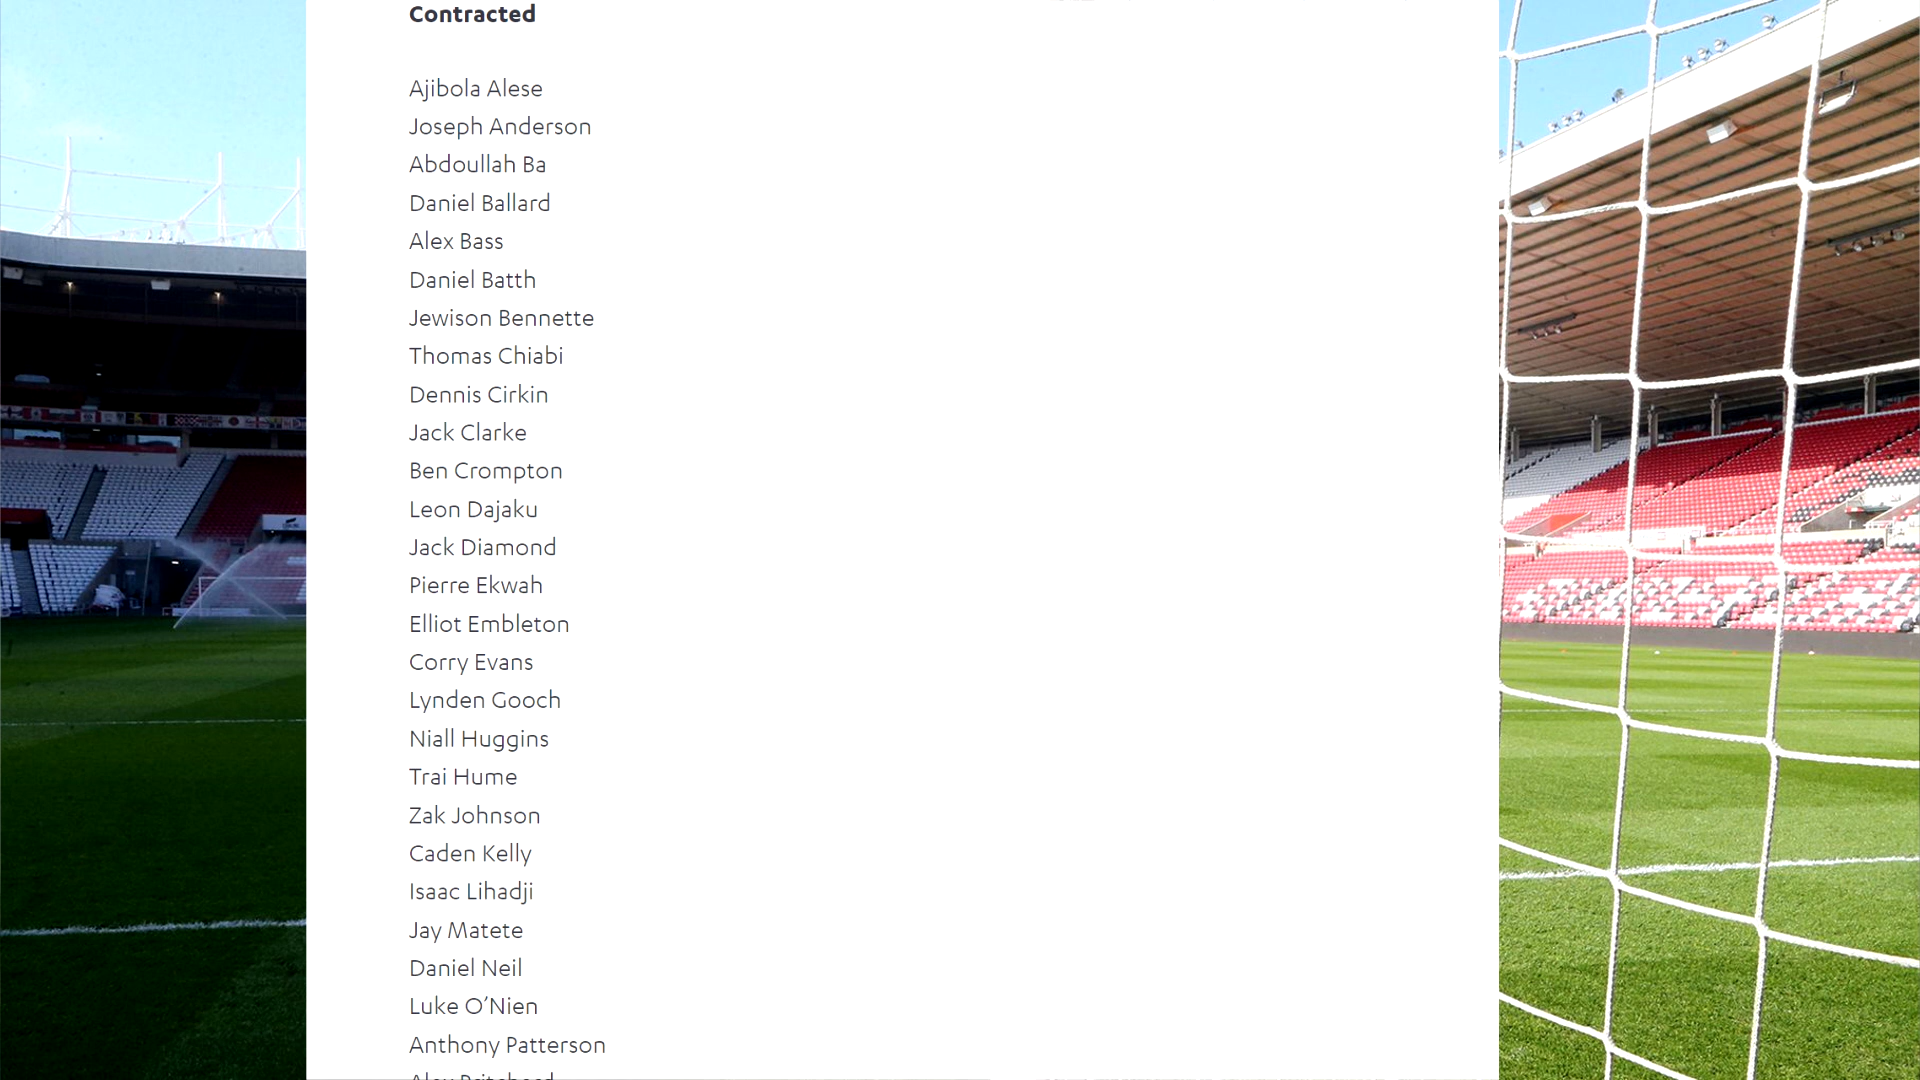 Contracted
Ajibola Alese
Joseph Anderson
Abdoullah Ba
Daniel Ballard
Alex Bass
Daniel Batth
Jewison Bennette
Thomas Chiabi
Dennis Cirkin
Jack Clarke
Ben Crompton
Leon Dajaku
Jack Diamond
Pierre Ekwah
Elliot Embleton
Corry Evans
Lynden Gooch
Niall Huggins
Trai Hume
Zak Johnson
Caden Kelly
Isaac Lihadji
Jay Matete
Daniel Neil
Luke O’Nien
Anthony Patterson